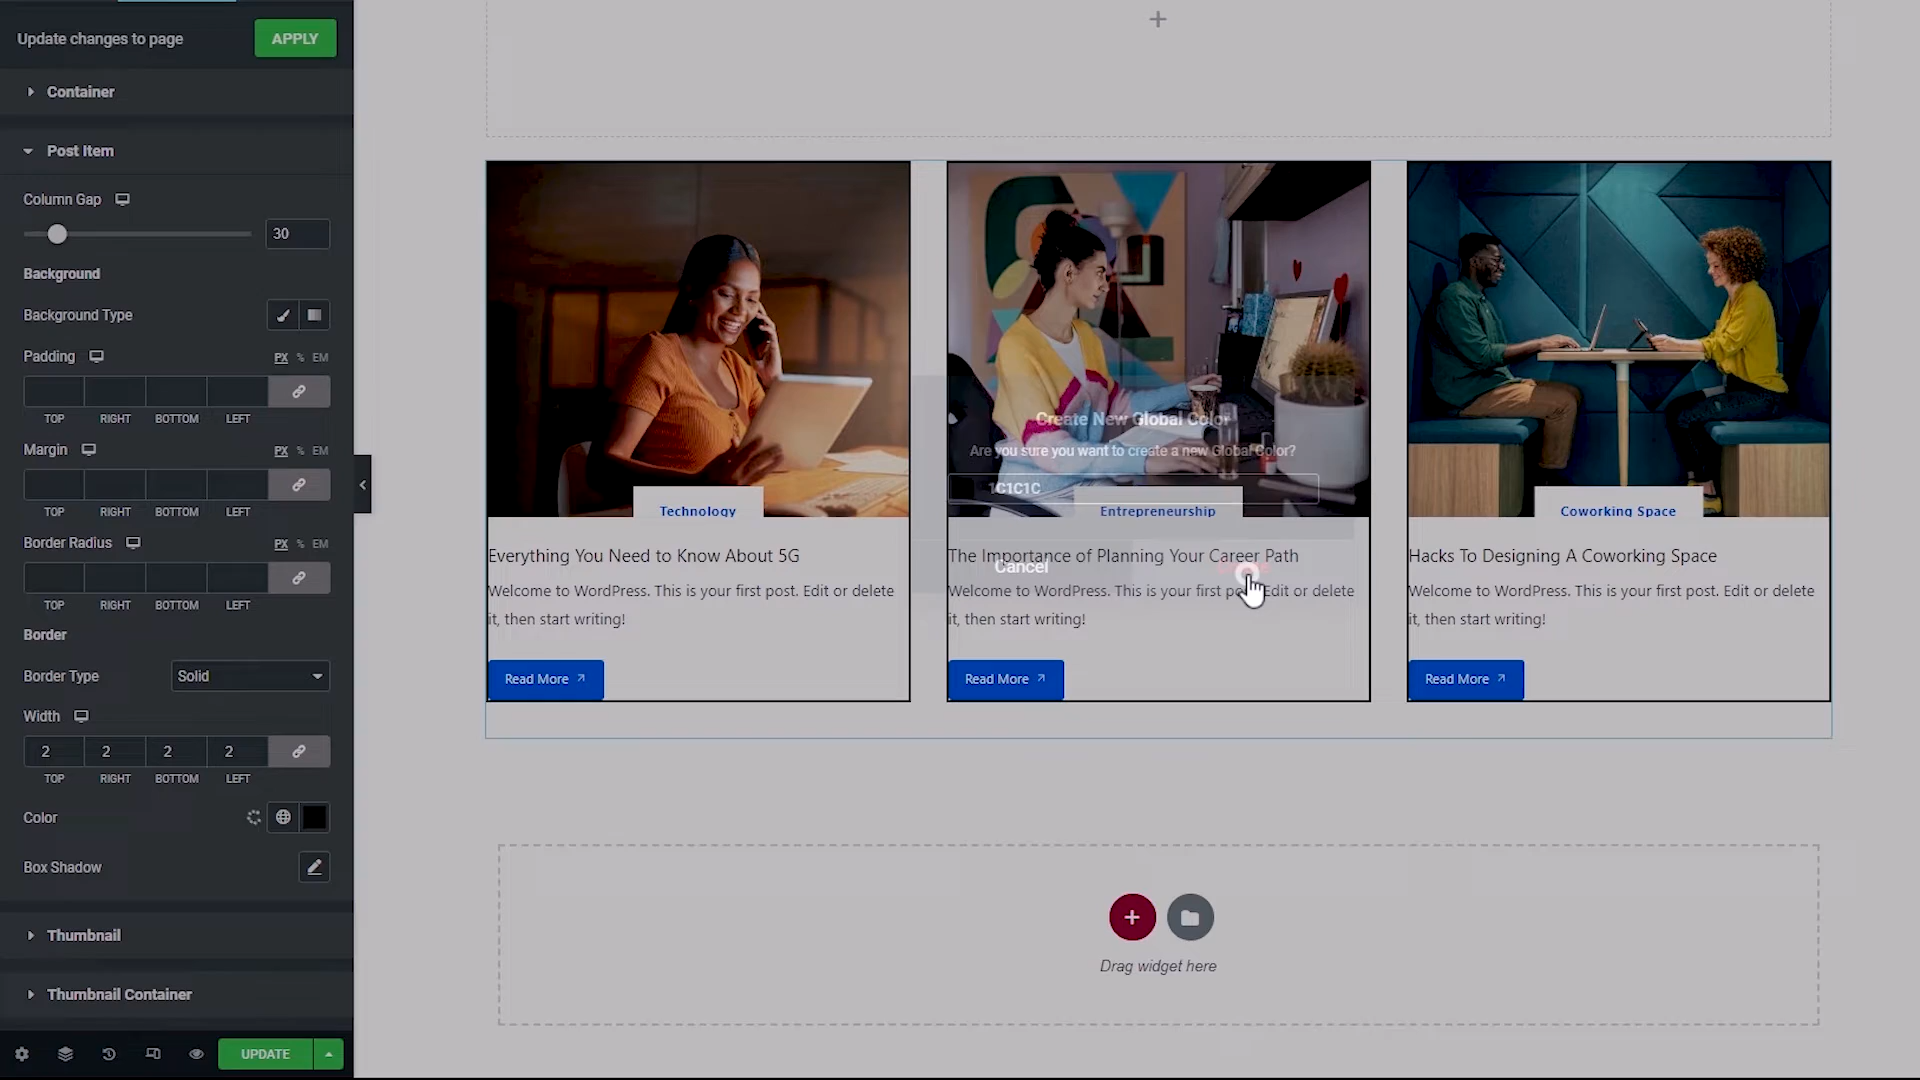 Update changes to page
APPLY
Container
Post Item
Column Gap
30
Background
Background Type
Padding
PX % EM
TOP RIGHT BOTTOM LEFT
Margin
PX % EM
TOP RIGHT BOTTOM LEFT
Border Radius
PX % EM
TOP RIGHT BOTTOM LEFT
Border
Border Type
Solid
Width
2 2 2 2
TOP RIGHT BOTTOM LEFT
Color
Box Shadow
Thumbnail
Thumbnail Container
UPDATE
Technology
Everything You Need to Know About 5G
Welcome to WordPress. This is your first post. Edit or delete
it, then start writing!
Read More
Create New Global Color
Are you sure you want to create a new Global Color?
1C1C1C
Entrepreneurship
The Importance of Planning Your Career Path
Cancel
Welcome to WordPress. This is your first post. Edit or delete
it, then start writing!
Read More
Coworking Space
Hacks To Designing A Coworking Space
Welcome to WordPress. This is your first post. Edit or delete
it, then start writing!
Read More
Drag widget here